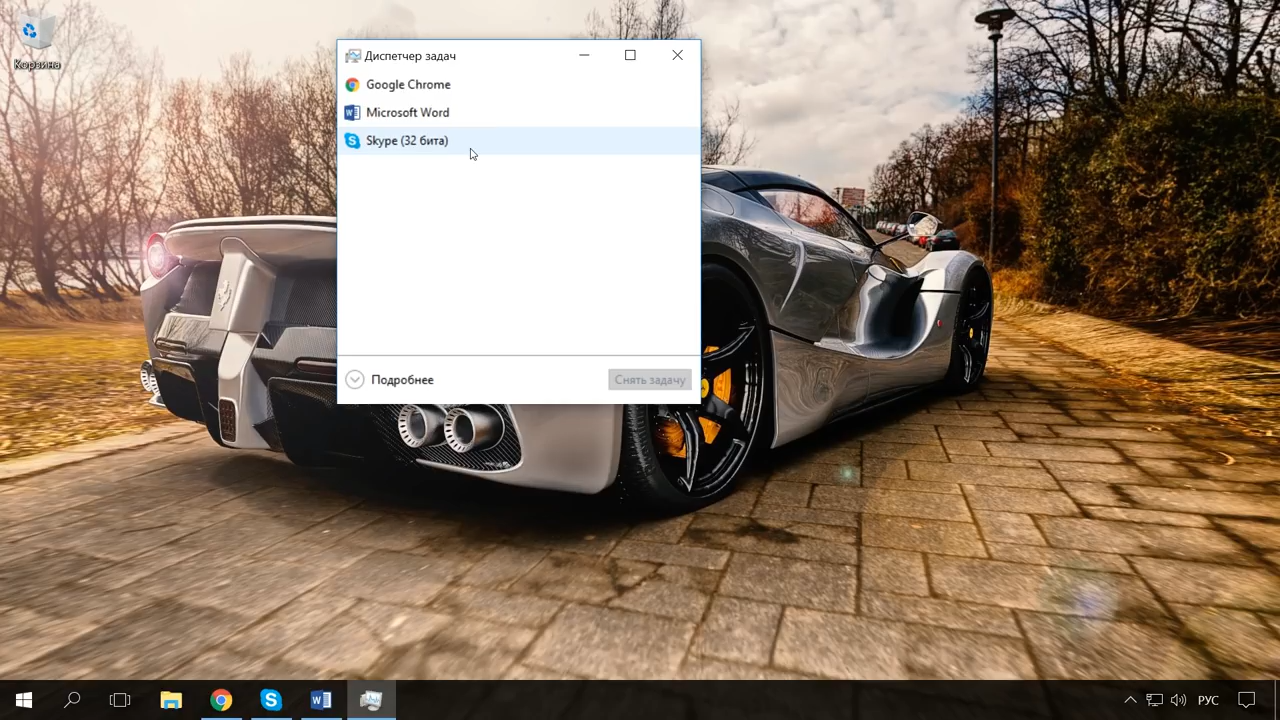 Корзина
Диспетчер задач
Google Chrome
Microsoft Word
Skype (32 бита)
Подробнее
Снять задачу
РУС